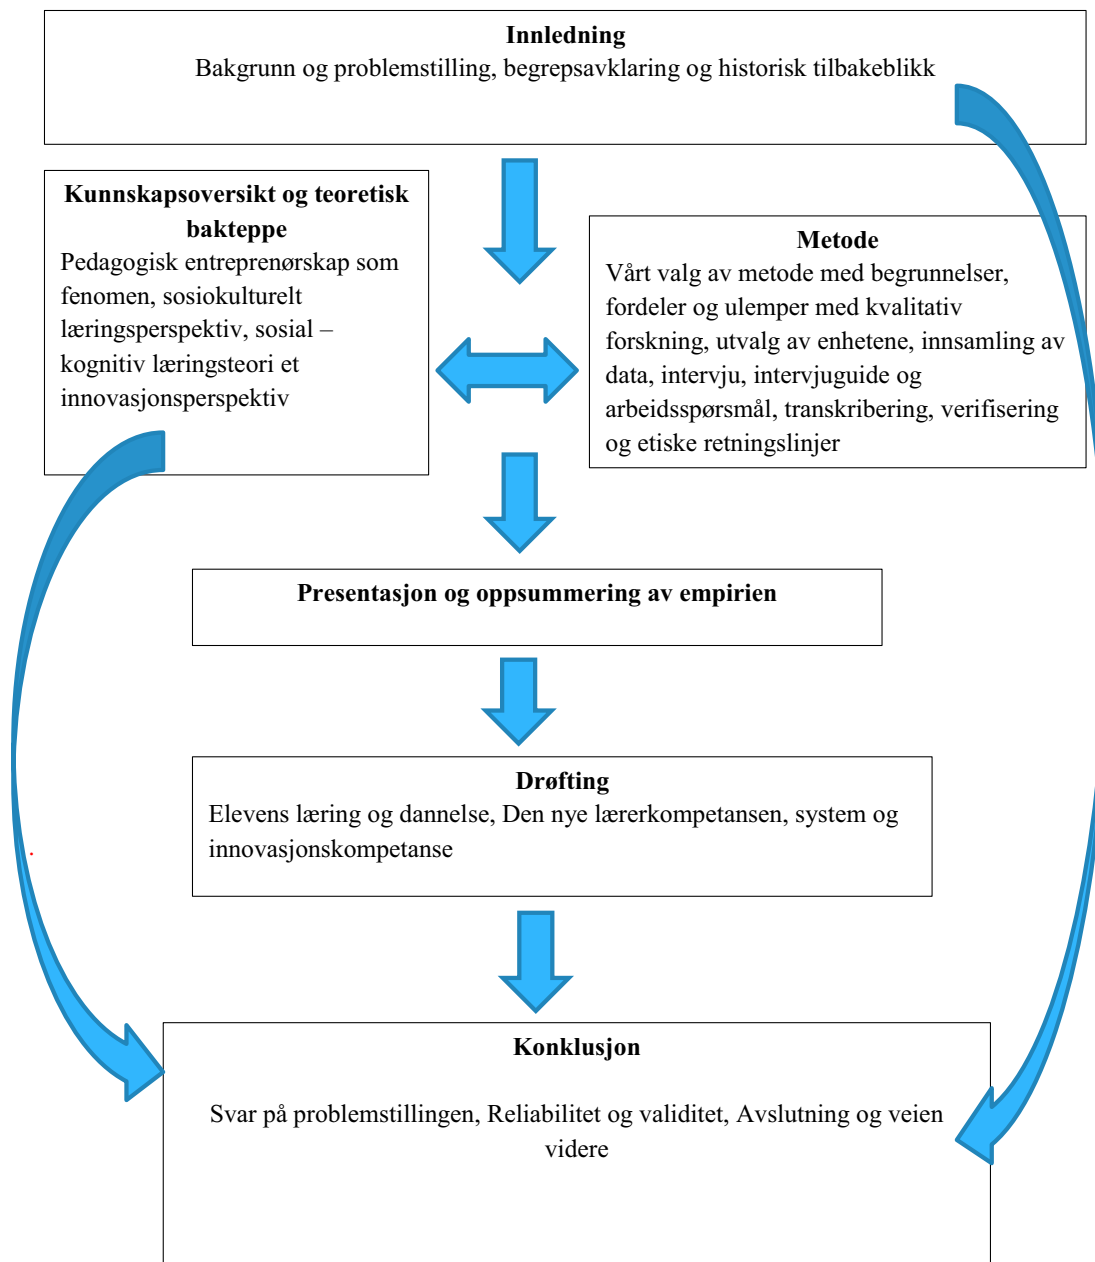 Innledning
Bakgrunn og problemstilling, begrepsavklaring og historisk tilbakeblikk
Kunnskapsoversikt og teoretisk
bakteppe
Pedagogisk entreprenørskap som
fenomen, sosiokulturelt
læringsperspektiv, sosial –
kognitiv læringsteori et
innovasjonsperspektiv
Metode
Vårt valg av metode med begrunnelser,
fordeler og ulemper med kvalitativ
forskning, utvalg av enhetene, innsamling av
data, intervju, intervjuguide og
arbeidsspørsmål, transkribering, verifisering
og etiske retningslinjer
Presentasjon og oppsummering av empirien
Drøfting
Elevens læring og dannelse, Den nye lærerkompetansen, system og
innovasjonskompetanse
Konklusjon
Svar på problemstillingen, Reliabilitet og validitet, Avslutning og veien
videre